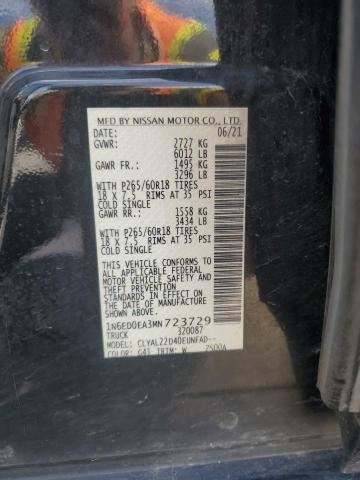 MFD BY NISSAN MOTOR CO., LTD.
DATE: 06/21
GVWR: 2727 KG
6012 LB
GAWR FR.: 1495 KG
3296 LB
WITH P265/60R18 TIRES
18 X 7.5 RIMS AT 35 PSI
COLD SINGLE
GAWR RR.: 1558 KG
3434 LB
WITH P265/60R18 TIRES
18 X 7.5 RIMS AT 35 PSI
COLD SINGLE
THIS VEHICLE CONFORMS TO ALL
APPLICABLE FEDERAL MOTOR
VEHICLE SAFETY STANDARDS IN
EFFECT ON THE DATE OF
MANUFACTURE
SHOWN ABOVE.
1N6ED0EA3MN723729
TRUCK 320087
MODEL: CLYAL22D40EUNFAD--
COLOR: G41 TRIM: W 2500A